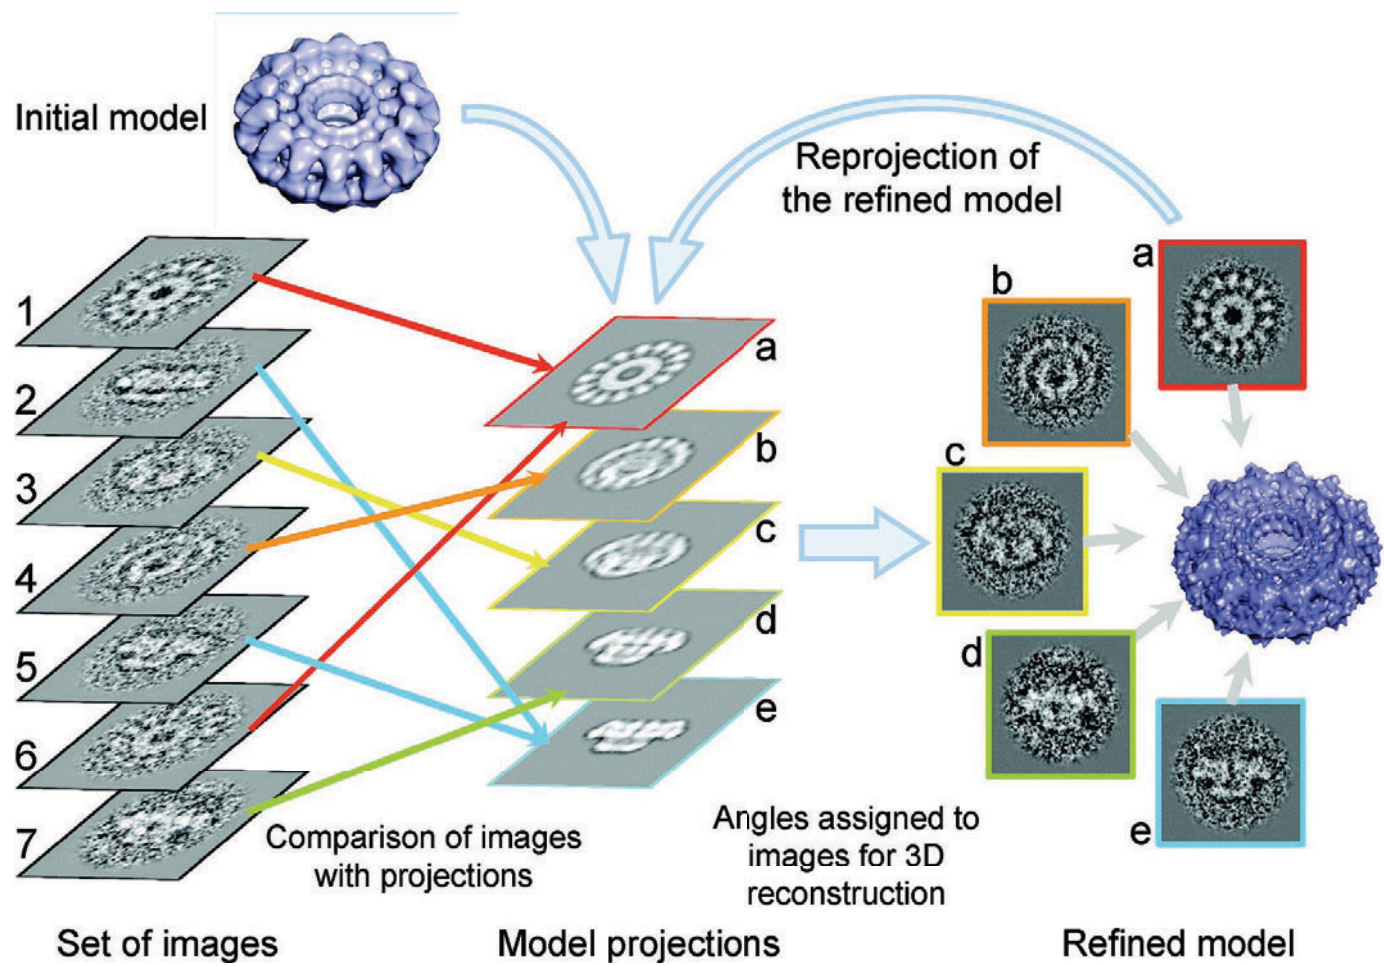 Initial model
Reprojection of
the refined model
1
2
3
4
5
6
7
a
b
c
d
e
a
b
c
d
e
Comparison of images
with projections
Angles assigned to
images for 3D
reconstruction
Set of images
Model projections
Refined model